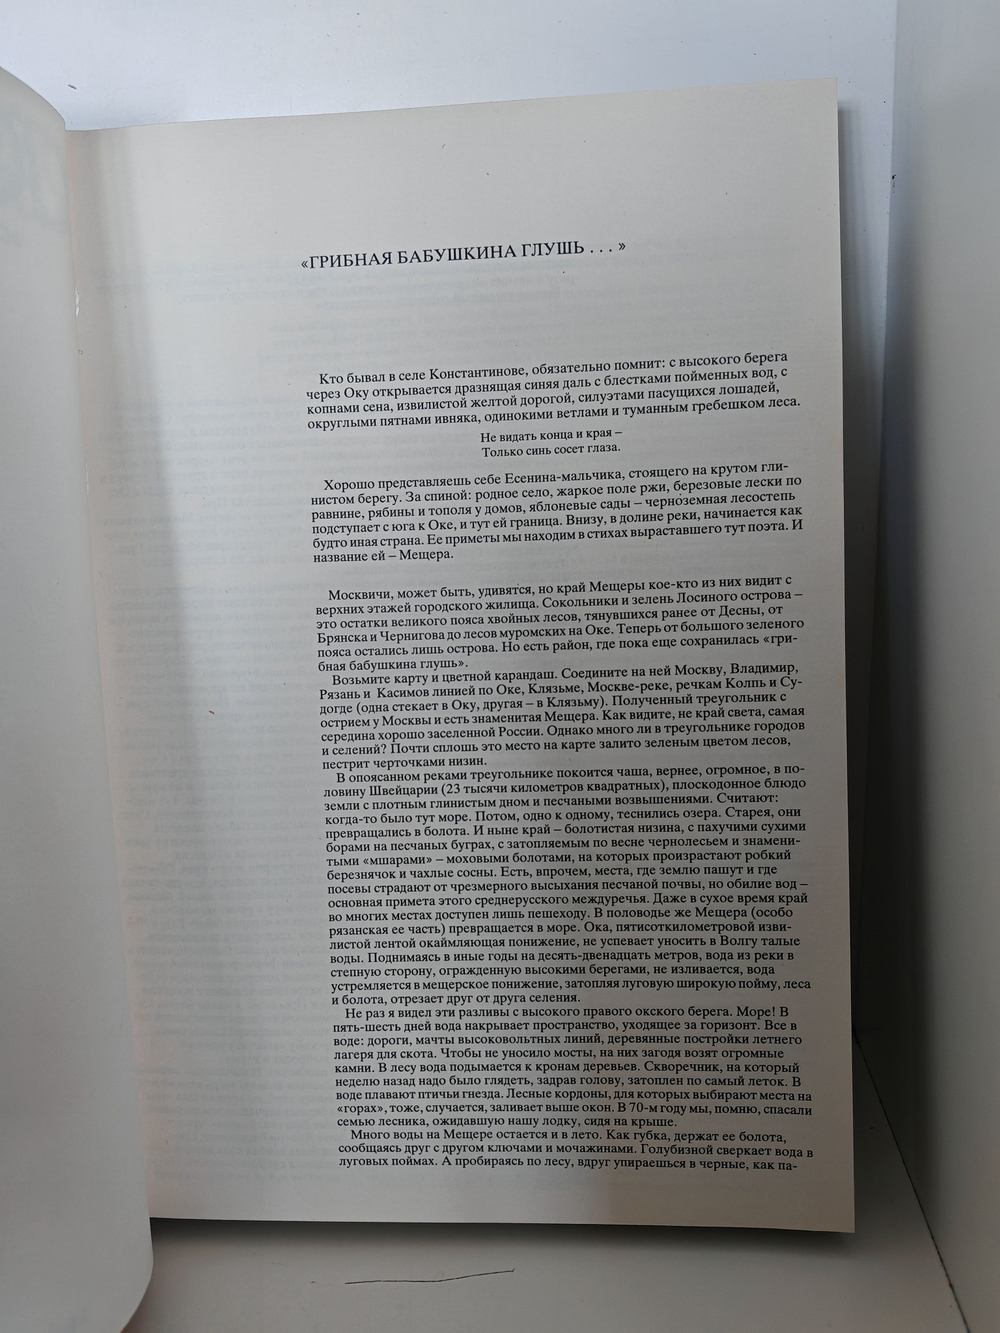 «ГРИБНАЯ БАБУШКИНА ГЛУШЬ . . . »
Кто бывал в селе Константинове, обязательно помнит: с высокого берега
через Оку открывается дразнящая синяя даль с блестками пойменных вод, с
копнами сена, извилистой желтой дорогой, силуэтами пасущихся лошадей,
округлыми пятнами ивняка, одинокими ветлами и туманным гребешком леса.
Не видать конца и края –
Только синь сосет глаза.
Хорошо представляешь себе Есенина-мальчика, стоящего на крутом гли-
нистом берегу. За спиной: родное село, жаркое поле ржи, березовые лески по
равнине, рябины и тополя у домов, яблоневые сады – черноземная лесостепь
подступает с юга к Оке, и тут ей граница. Внизу, в долине реки, начинается как
будто иная страна. Ее приметы мы находим в стихах выраставшего тут поэта. И
название ей – Мещера.
Москвичи, может быть, удивятся, но край Мещеры кое-кто из них видит с
верхних этажей городского жилища. Сокольники и зелень Лосиного острова –
это остатки великого пояса хвойных лесов, тянувшихся ранее от Десны, от
Брянска и Чернигова до лесов муромских на Оке. Теперь от большого зеленого
пояса остались лишь острова. Но есть район, где пока еще сохранилась «гри-
бная бабушкина глушь».
Возьмите карту и цветной карандаш. Соедините на ней Москву, Владимир,
Рязань и Касимов линией по Оке, Клязьме, Москве-реке, речкам Колпь и Су-
догде (одна стекает в Оку, другая – в Клязьму). Полученный треугольник с
острием у Москвы и есть знаменитая Мещера. Как видите, не край света, самая
середина хорошо заселенной России. Однако много ли в треугольнике городов
и селений? Почти сплошь это место на карте залито зеленым цветом лесов,
пестрит черточками низин.
В опоясанном реками треугольнике покоится чаша, вернее, огромное, в по-
ловину Швейцарии (23 тысячи километров квадратных), плоскодонное блюдо
земли с плотным глинистым дном и песчаными возвышениями. Считают:
когда-то было тут море. Потом, одно к одному, теснились озера. Старея, они
превращались в болота. И ныне край – болотистая низина, с пахучими сухими
борами на песчаных буграх, с затопляемым по весне чернолесьем и знамени-
тыми «мшарами» – моховыми болотами, на которых произрастают робкий
березнячок и чахлые сосны. Есть, впрочем, места, где землю пашут и где
посевы страдают от чрезмерного высыхания песчаной почвы, но обилие вод –
основная примета этого среднерусского междуречья. Даже в сухое время край
во многих местах доступен лишь пешеходу. В половодье же Мещера (особо
рязанская ее часть) превращается в море. Ока, пятисоткилометровой изви-
листой лентой окаймляющая понижение, не успевает уносить в Волгу талые
воды. Поднимаясь в иные годы на десять-двенадцать метров, вода из реки в
степную сторону, огражденную высокими берегами, не изливается, вода
устремляется в мещерское понижение, затопляя луговую широкую пойму, леса
и болота, отрезает друг от друга селения.
Не раз я видел эти разливы с высокого правого окского берега. Море! В
пять-шесть дней вода накрывает пространство, уходящее за горизонт. Все в
воде: дороги, мачты высоковольтных линий, деревянные постройки летнего
лагеря для скота. Чтобы не уносило мосты, на них загодя возят огромные
камни. В лесу вода подымается к кронам деревьев. Скворечник, на который
неделю назад надо было глядеть, задрав голову, затоплен по самый леток. В
воде плавают птичьи гнезда. Лесные кордоны, для которых выбирают места на
«горах», тоже, случается, заливает выше окон. В 70-м году мы, помню, спасали
семью лесника, ожидавшую нашу лодку, сидя на крыше.
Много воды на Мещере остается и в лето. Как губка, держат ее болота,
сообщаясь друг с другом ключами и мочажинами. Голубизной сверкает вода в
луговых поймах. А пробираясь по лесу, вдруг упираешься в черные, как па-